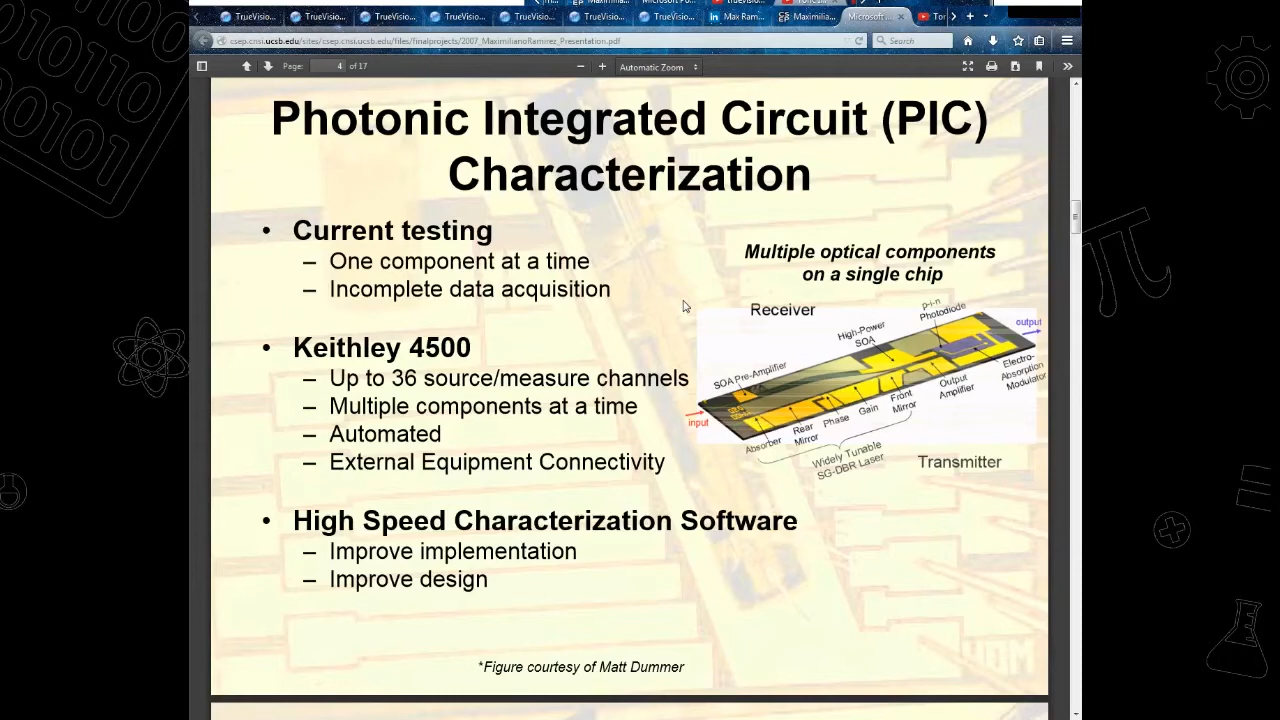 TrueVisio...
TrueVisio...
TrueVisio...
TrueVisio...
TrueVisio...
TrueVisio...
TrueVisio...
Max Ram...
Maximilia...
Microsoft ...
Tor
csep.cnsi.ucsb.edu/sites/csep.cnsi.ucsb.edu/files/finalprojects/2007_MaximilianoRamirez_Presentation.pdf
Search
Page: 4 of 17
Automatic Zoom
Photonic Integrated Circuit (PIC)
Characterization
• Current testing
– One component at a time
– Incomplete data acquisition
• Keithley 4500
– Up to 36 source/measure channels
– Multiple components at a time
– Automated
– External Equipment Connectivity
• High Speed Characterization Software
– Improve implementation
– Improve design
Multiple optical components
on a single chip
Receiver
p-i-n
Photodiode
output
High-Power
SOA
SOA Pre-Amplifier
input
Absorber
Rear
Mirror
Phase
Gain
Front
Mirror
Output
Amplifier
Electro-
Absorption
Modulator
Widely Tunable
SG-DBR Laser
Transmitter
*Figure courtesy of Matt Dummer
01010
00101